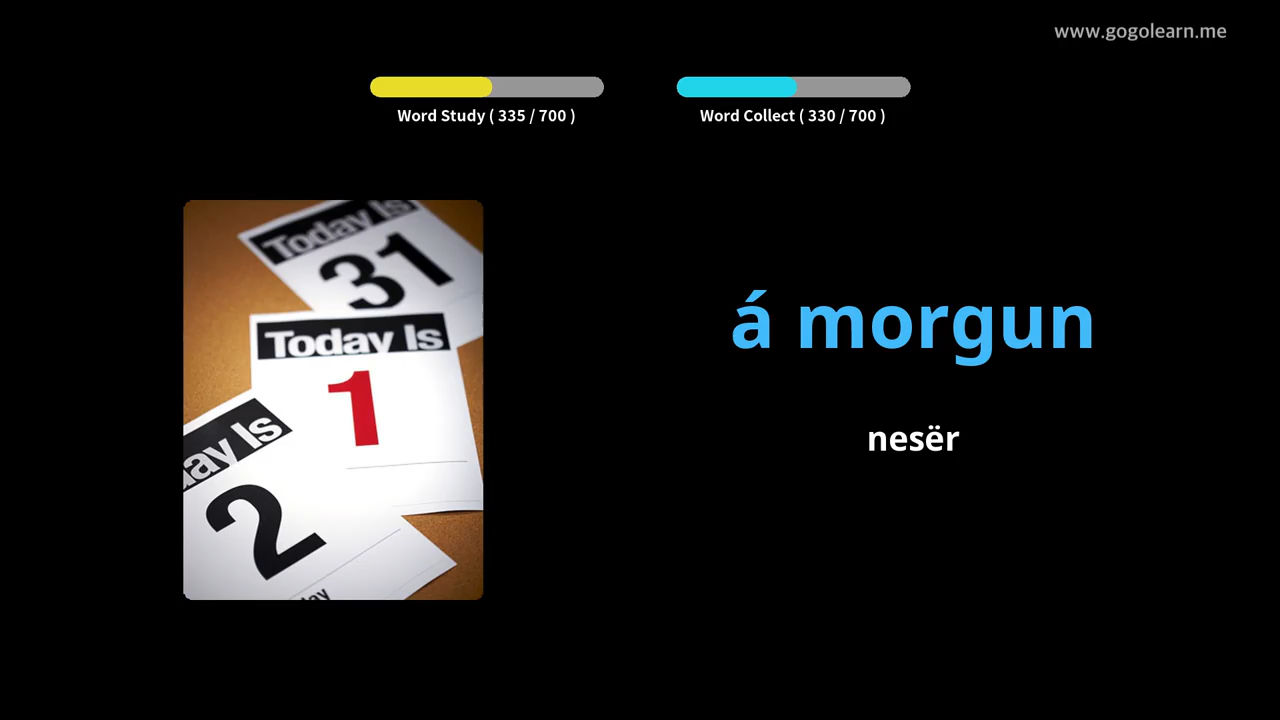 www.gogolearn.me
Word Study ( 335 / 700 )
Word Collect ( 330 / 700 )
Today Is
31
Today Is
1
á morgun
nesër
ay Is
2